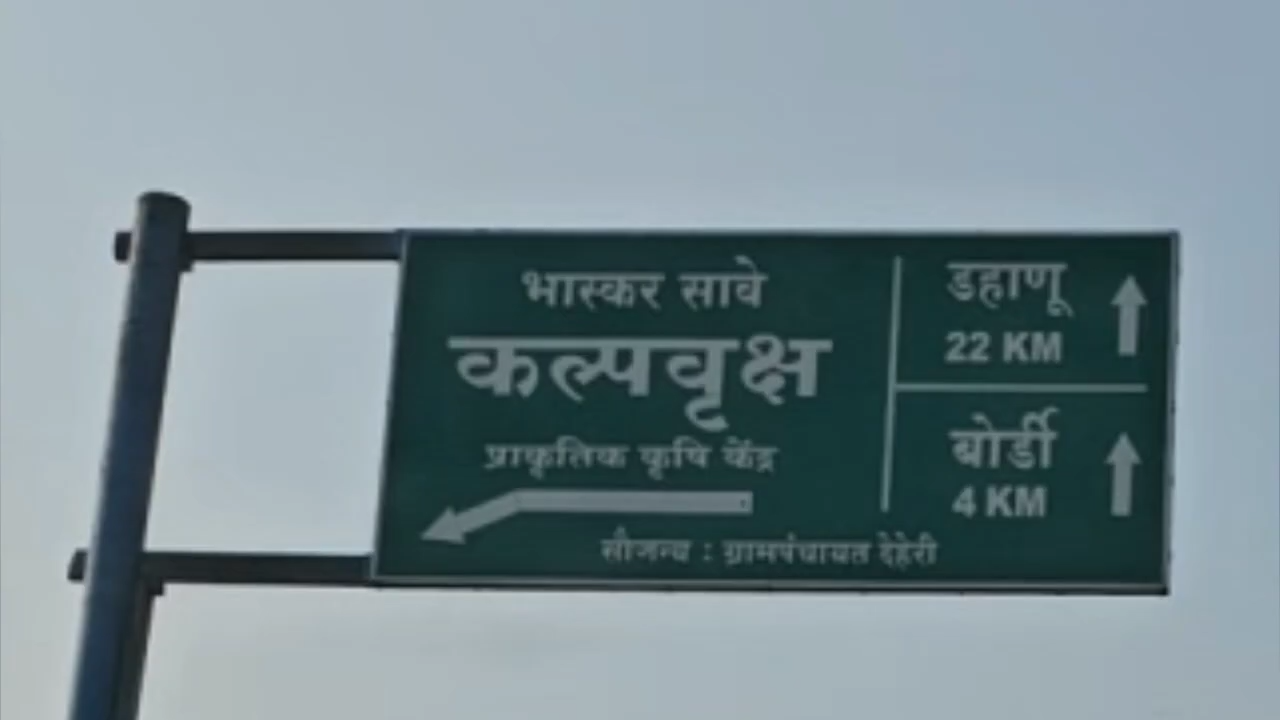 भास्कर सावे
कल्पवृक्ष
प्राकृतिक कृषि केंद्र
डहाणू
22 KM
बोर्डी
4 KM
सौजन्य : ग्रामपंचायत देहेरी